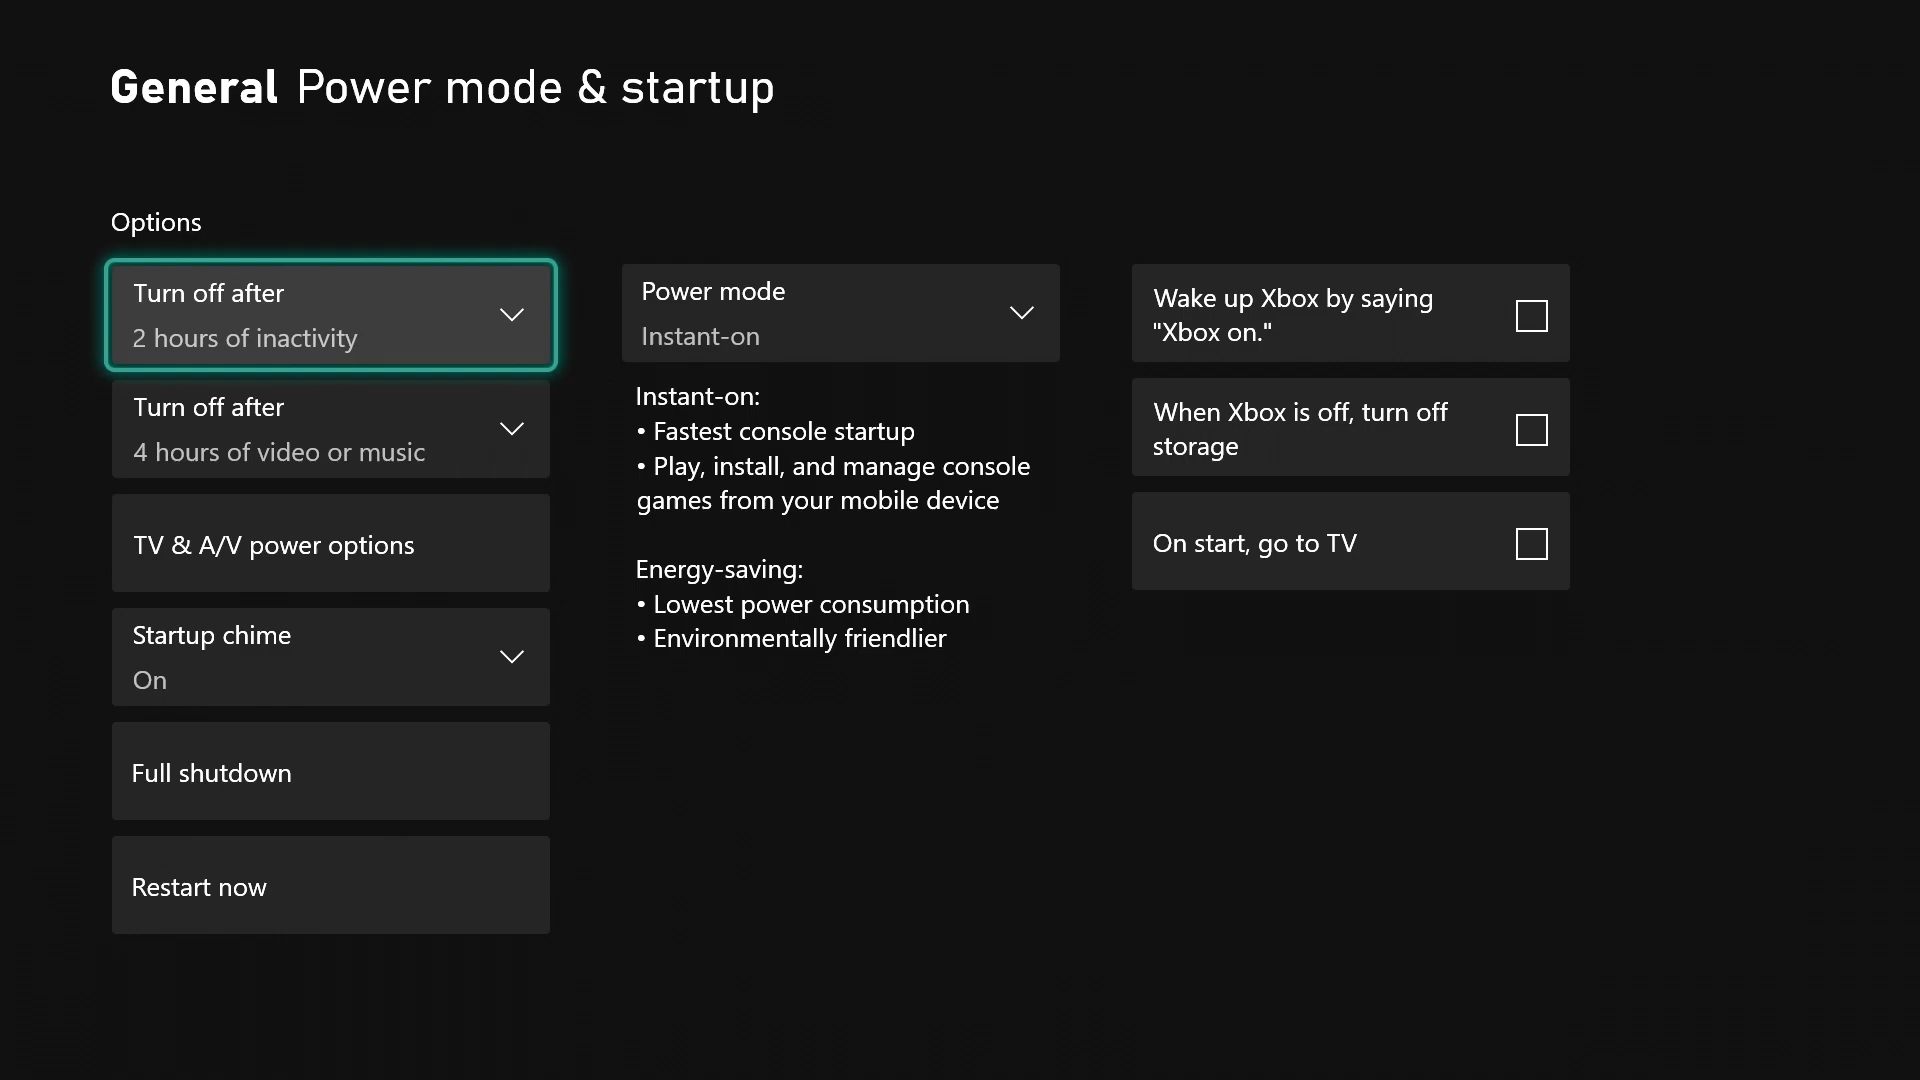 General Power mode & startup
Options
Turn off after
2 hours of inactivity
Turn off after
4 hours of video or music
TV & A/V power options
Startup chime
On
Full shutdown
Restart now
Power mode
Instant-on
Instant-on:
• Fastest console startup
• Play, install, and manage console
games from your mobile device
Energy-saving:
• Lowest power consumption
• Environmentally friendlier
Wake up Xbox by saying
"Xbox on."
When Xbox is off, turn off
storage
On start, go to TV